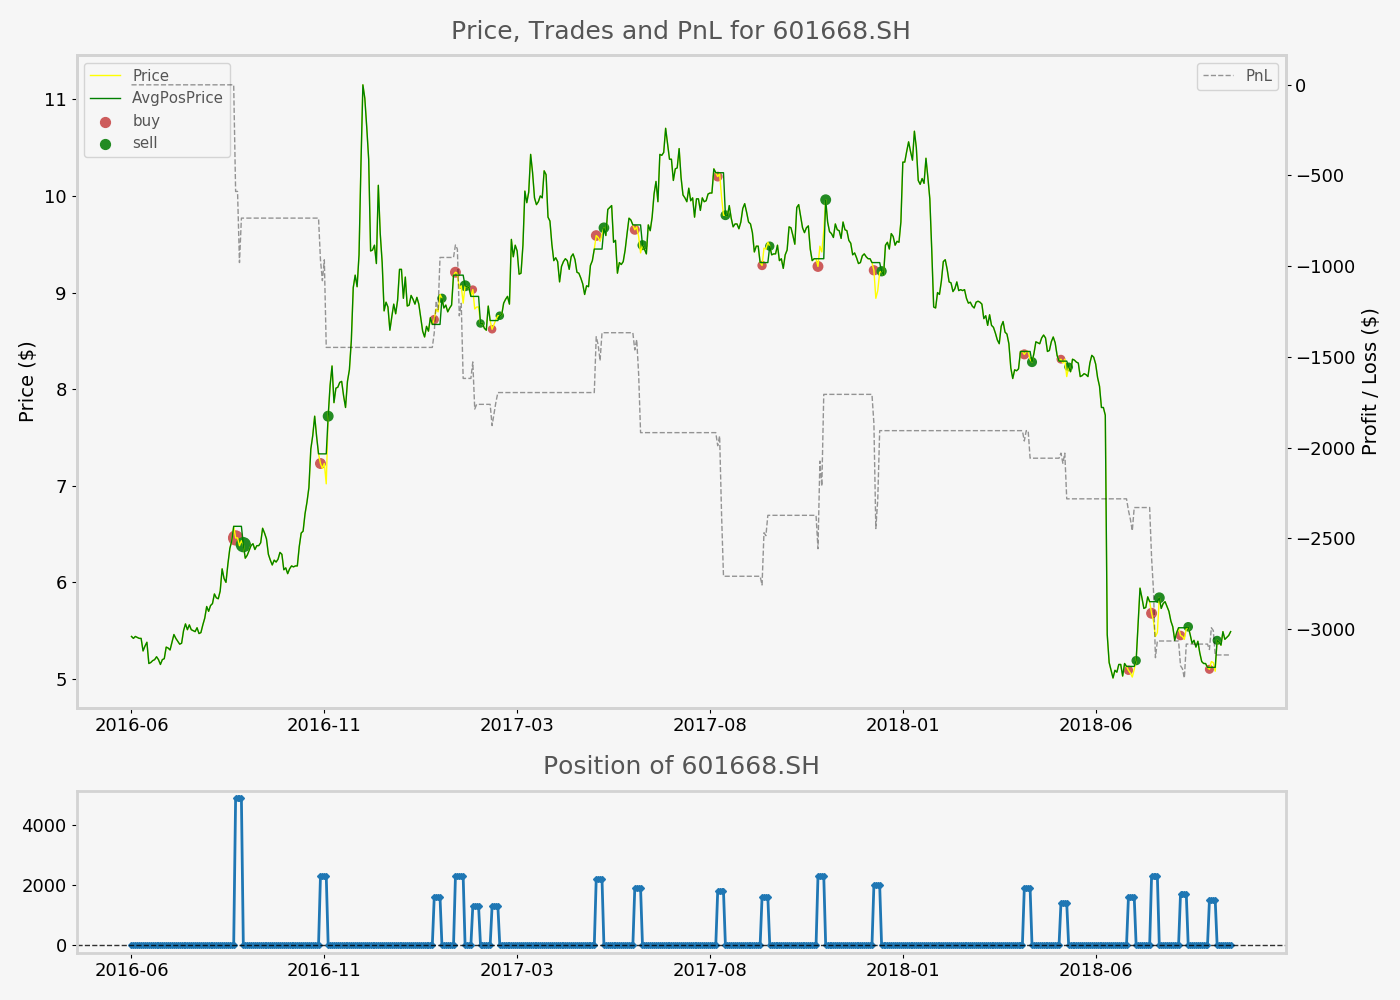 Price, Trades and PnL for 601668.SH
Price
AvgPosPrice
buy
sell
PnL
11
10
9
8
7
6
5
Price ($)
0
−500
−1000
−1500
−2000
−2500
−3000
Profit / Loss ($)
2016-06 2016-11 2017-03 2017-08 2018-01 2018-06
Position of 601668.SH
4000
2000
0
2016-06 2016-11 2017-03 2017-08 2018-01 2018-06